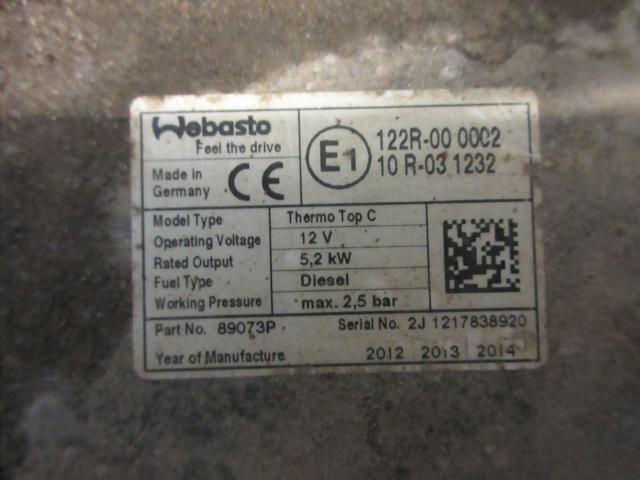 Webasto
Feel the drive
Made in
Germany
CE
E1
122R-00 0002
10 R-03 1232
Model Type Thermo Top C
Operating Voltage 12 V
Rated Output 5,2 kW
Fuel Type Diesel
Working Pressure max. 2,5 bar
Part No. 89073P Serial No. 2J 1217838920
Year of Manufacture 2012 2013 2014